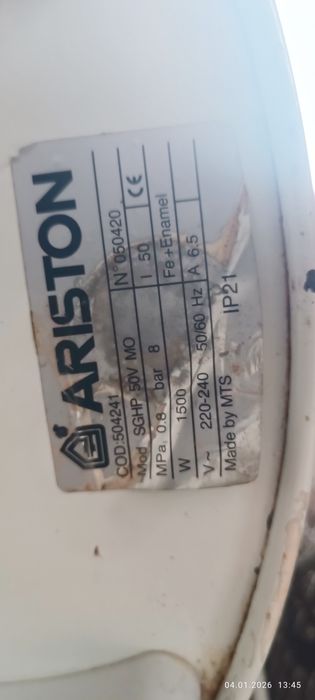 ARISTON
COD:504241 N°050420
Mod SGHP 50V MO l 50 CE
MPa, 0.8 bar 8 Fe+Enamel
W 1500
V~ 220-240 50/60 Hz A 6.5
Made by MTS IP21
04.01.2026 13:45